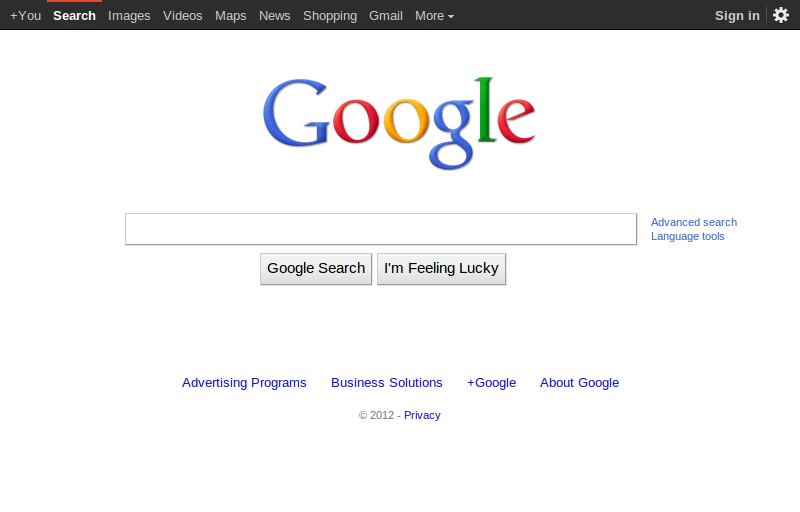 +You Search Images Videos Maps News Shopping Gmail More Sign in
Google
Advanced search
Language tools
Google Search I'm Feeling Lucky
Advertising Programs Business Solutions +Google About Google
© 2012 - Privacy